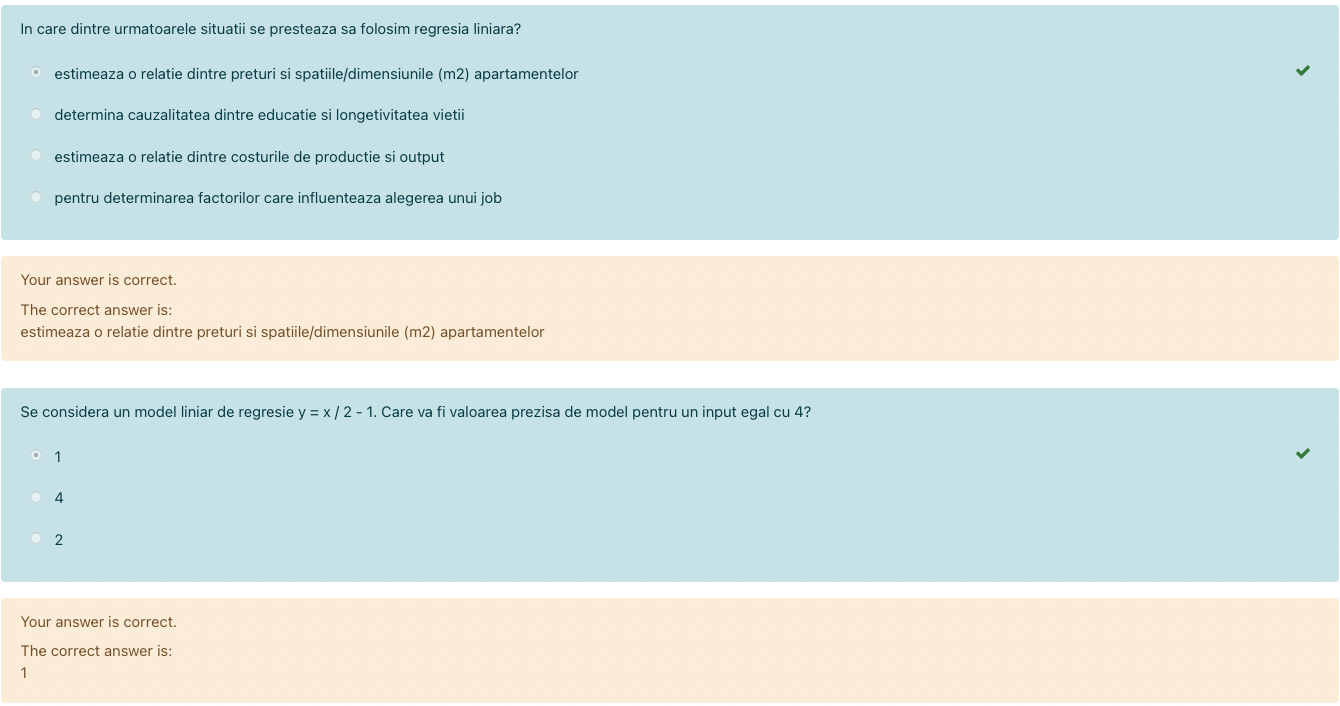 In care dintre urmatoarele situatii se presteaza sa folosim regresia liniara?
estimeaza o relatie dintre preturi si spatiile/dimensiunile (m2) apartamentelor
determina cauzalitatea dintre educatie si longetivitatea vietii
estimeaza o relatie dintre costurile de productie si output
pentru determinarea factorilor care influenteaza alegerea unui job
Your answer is correct.
The correct answer is:
estimeaza o relatie dintre preturi si spatiile/dimensiunile (m2) apartamentelor
Se considera un model liniar de regresie y = x / 2 - 1. Care va fi valoarea prezisa de model pentru un input egal cu 4?
1
4
2
Your answer is correct.
The correct answer is:
1